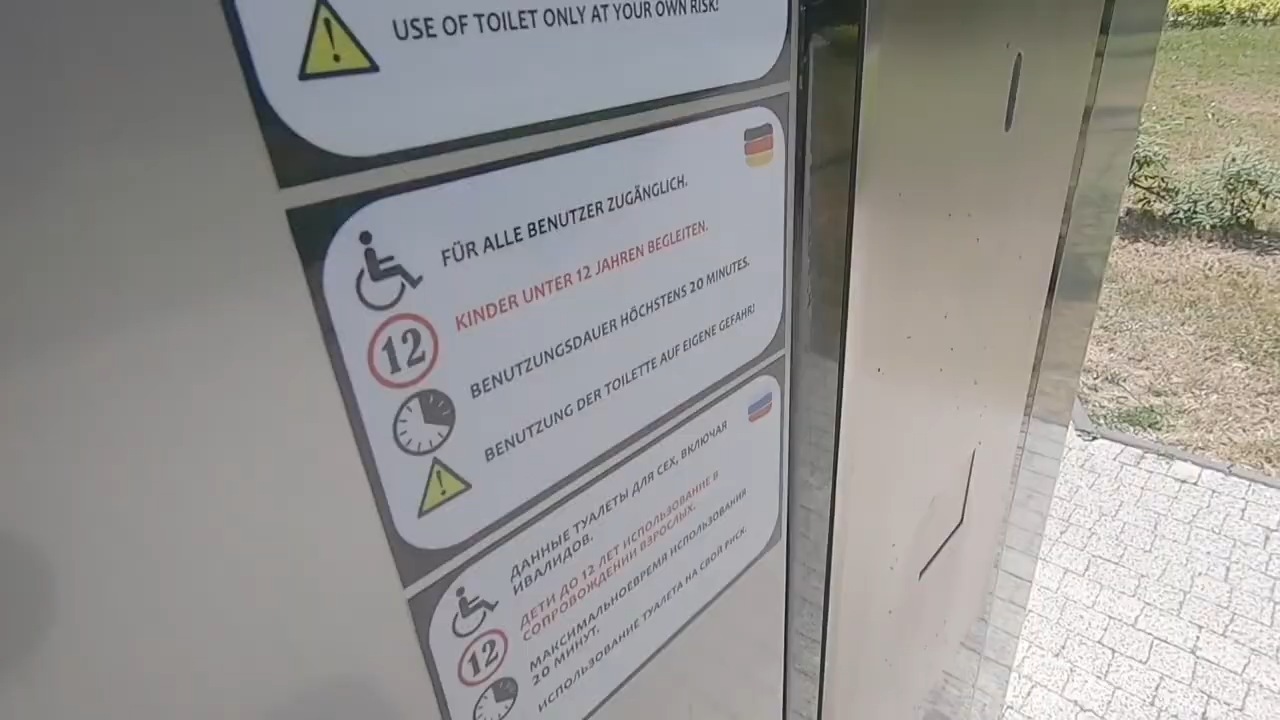 USE OF TOILET ONLY AT YOUR OWN RISK!
FÜR ALLE BENUTZER ZUGÄNGLICH.
12
KINDER UNTER 12 JAHREN BEGLEITEN.
BENUTZUNGSDAUER HÖCHSTENS 20 MINUTES.
BENUTZUNG DER TOILETTE AUF EIGENE GEFAHR!
ДАННЫЕ ТУАЛЕТЫ ДЛЯ СЕХ, ВКЛЮЧАЯ
ИВАЛИДОВ.
12
ДЕТИ ДО 12 ЛЕТ ИСПОЛЬЗОВАНИЕ В
СОПРОВОЖДЕНИИ ВЗРОСЛЫХ.
МАКСИМАЛЬНОЕВРЕМЯ ИСПОЛЬЗОВАНИЯ
20 МИНУТ.
ИСПОЛЬЗОВАНИЕ ТУАЛЕТА НА СВОЙ РИСК.